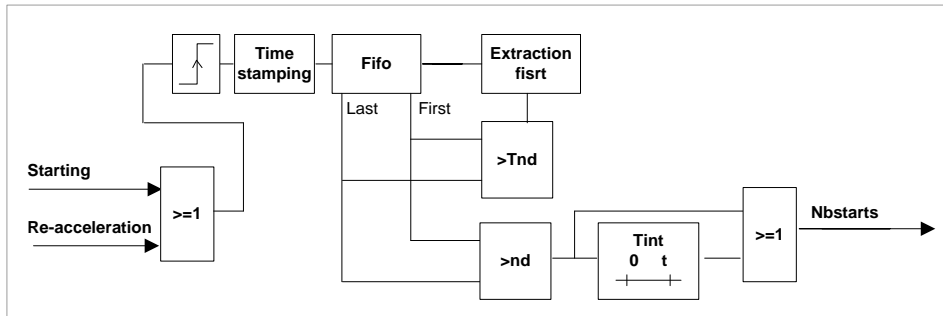 Time
stamping
Fifo
Extraction
fisrt
Last
First
>Tnd
Starting
Re-acceleration
>=1
>nd
Tint
0 t
>=1
Nbstarts